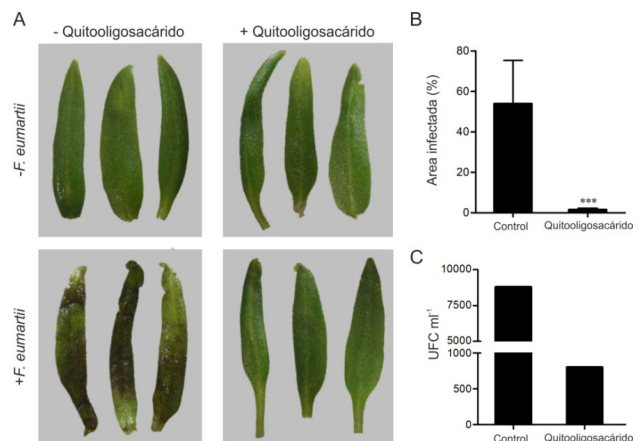 A
- Quitooligosacárido
+ Quitooligosacárido
-F. eumartii
+F. eumartii
B
Area infectada (%)
80
60
40
20
0
***
Control
Quitooligosacárido
C
UFC ml⁻¹
10000
7500
5000
1000
500
0
Control
Quitooligosacárido